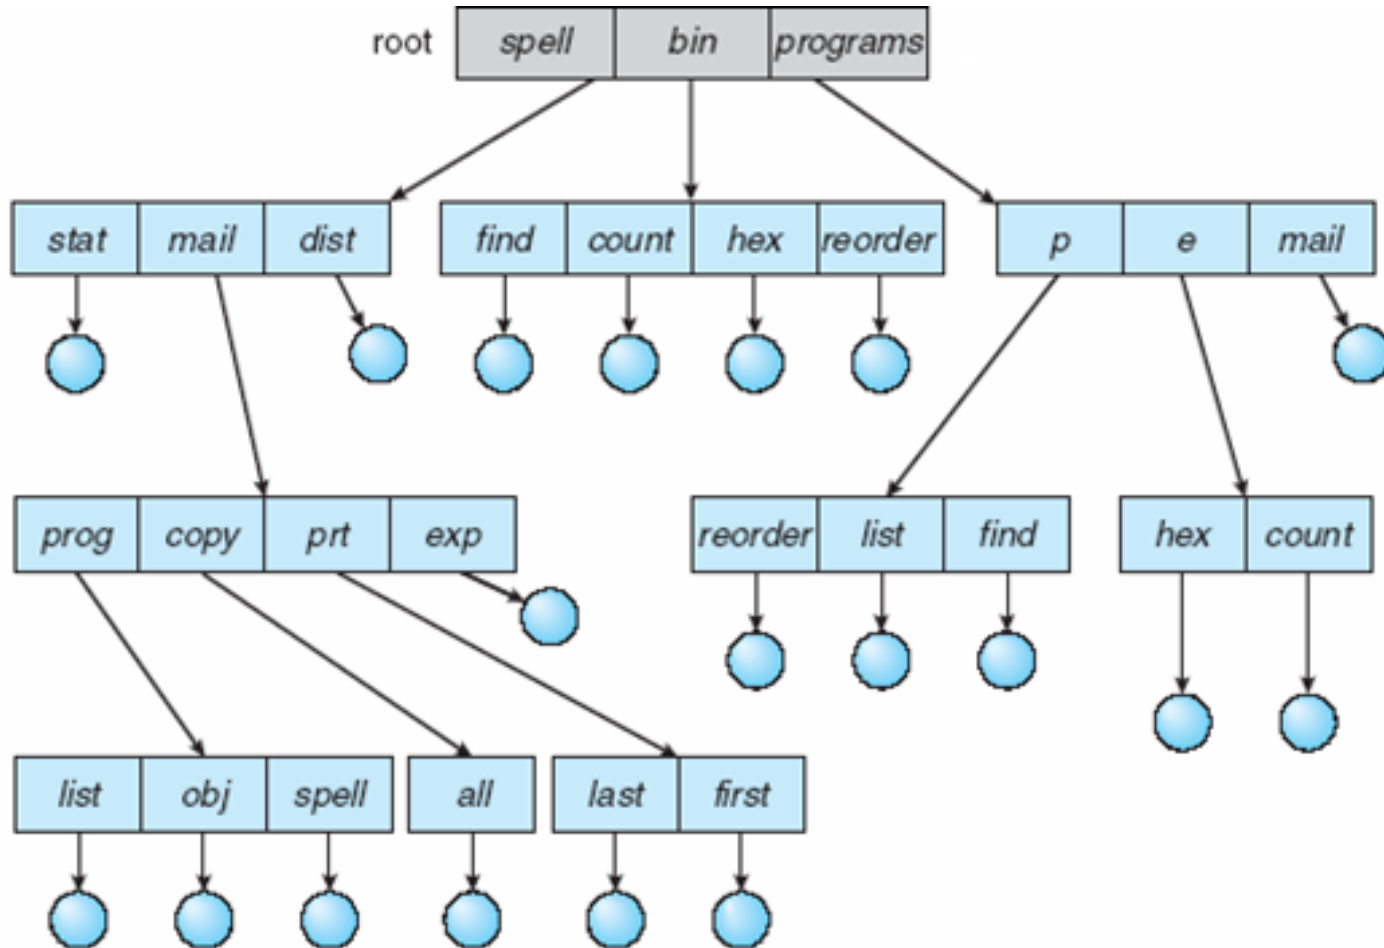 root spell bin programs
stat mail dist find count hex reorder p e mail
prog copy prt exp reorder list find hex count
list obj spell all last first